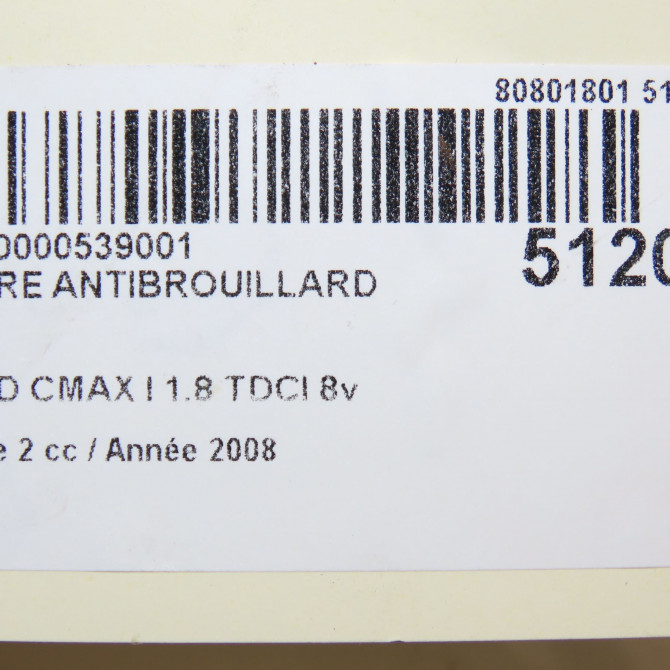 80801801 51
0000539001
5120
RE ANTIBROUILLARD
D CMAX I 1.8 TDCI 8v
e 2 cc / Année 2008